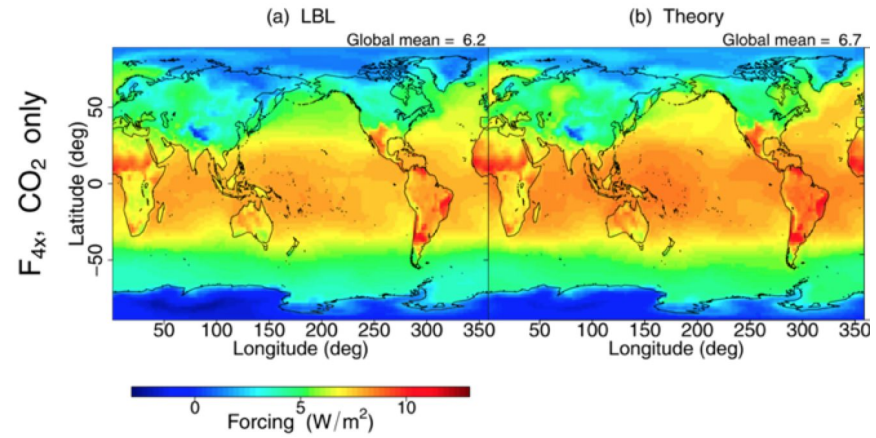 (a) LBL
Global mean = 6.2
(b) Theory
Global mean = 6.7
F4x, CO2 only
Latitude (deg)
50
0
−50
50 100 150 200 250 300 350
Longitude (deg)
50 100 150 200 250 300 350
Longitude (deg)
0 5 10
Forcing (W/m²)